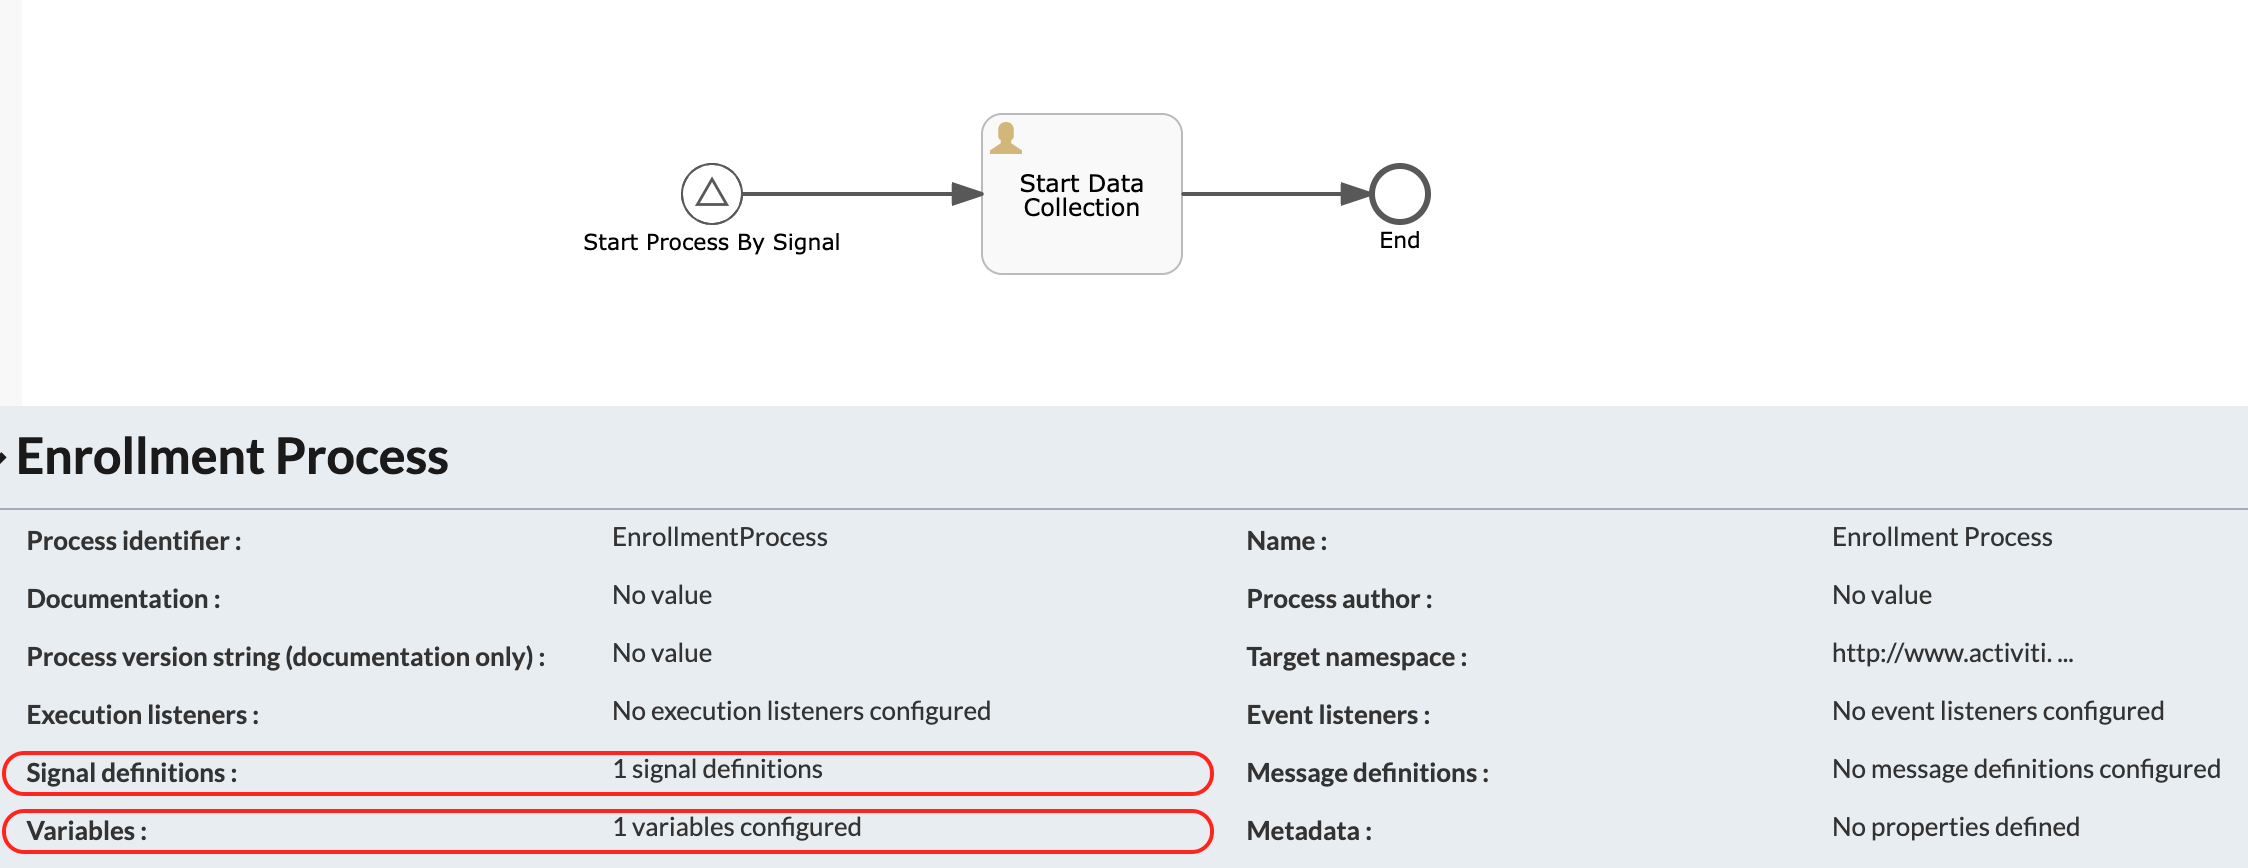 Start Data
Collection
Start Process By Signal
End
Enrollment Process
Process identifier : EnrollmentProcess Name : Enrollment Process
Documentation : No value Process author : No value
Process version string (documentation only) : No value Target namespace : http://www.activiti. ...
Execution listeners : No execution listeners configured Event listeners : No event listeners configured
Signal definitions : 1 signal definitions Message definitions : No message definitions configured
Variables : 1 variables configured Metadata : No properties defined